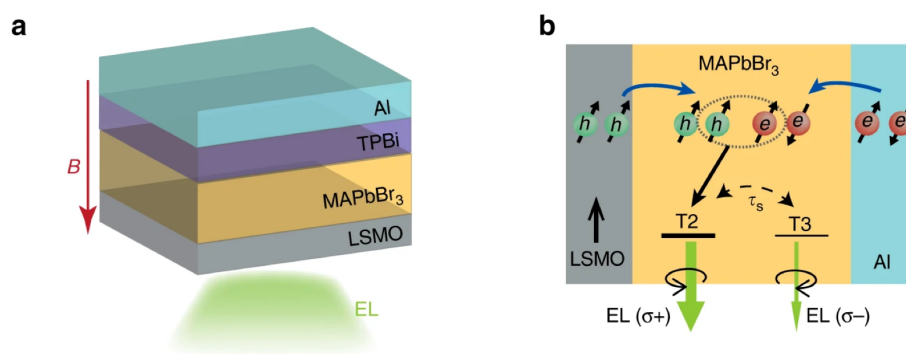 a
B
Al
TPBi
MAPbBr3
LSMO
EL
b
MAPbBr3
h h h h e e e e
τs
T2 T3
LSMO Al
EL (σ+) EL (σ−)